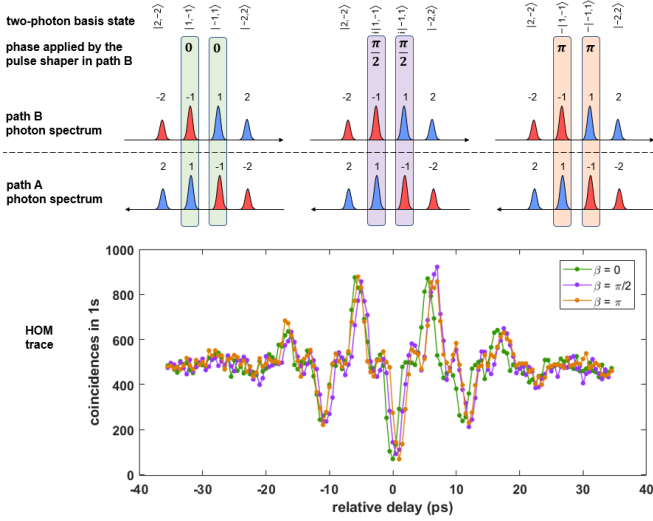 two-photon basis state
|2,−2⟩ |1,−1⟩ |−1,1⟩ |−2,2⟩ |2,−2⟩ i|1,−1⟩ i|−1,1⟩ |−2,2⟩ |2,−2⟩ −|1,−1⟩ −|−1,1⟩ |−2,2⟩
phase applied by the
pulse shaper in path B
0 0 π/2 π/2 π π
path B
photon spectrum
-2 -1 1 2 -2 -1 1 2 -2 -1 1 2
path A
photon spectrum
2 1 -1 -2 2 1 -1 -2 2 1 -1 -2
HOM
trace
coincidences in 1s
1000
800
600
400
200
0
β = 0
β = π/2
β = π
-40 -30 -20 -10 0 10 20 30 40
relative delay (ps)